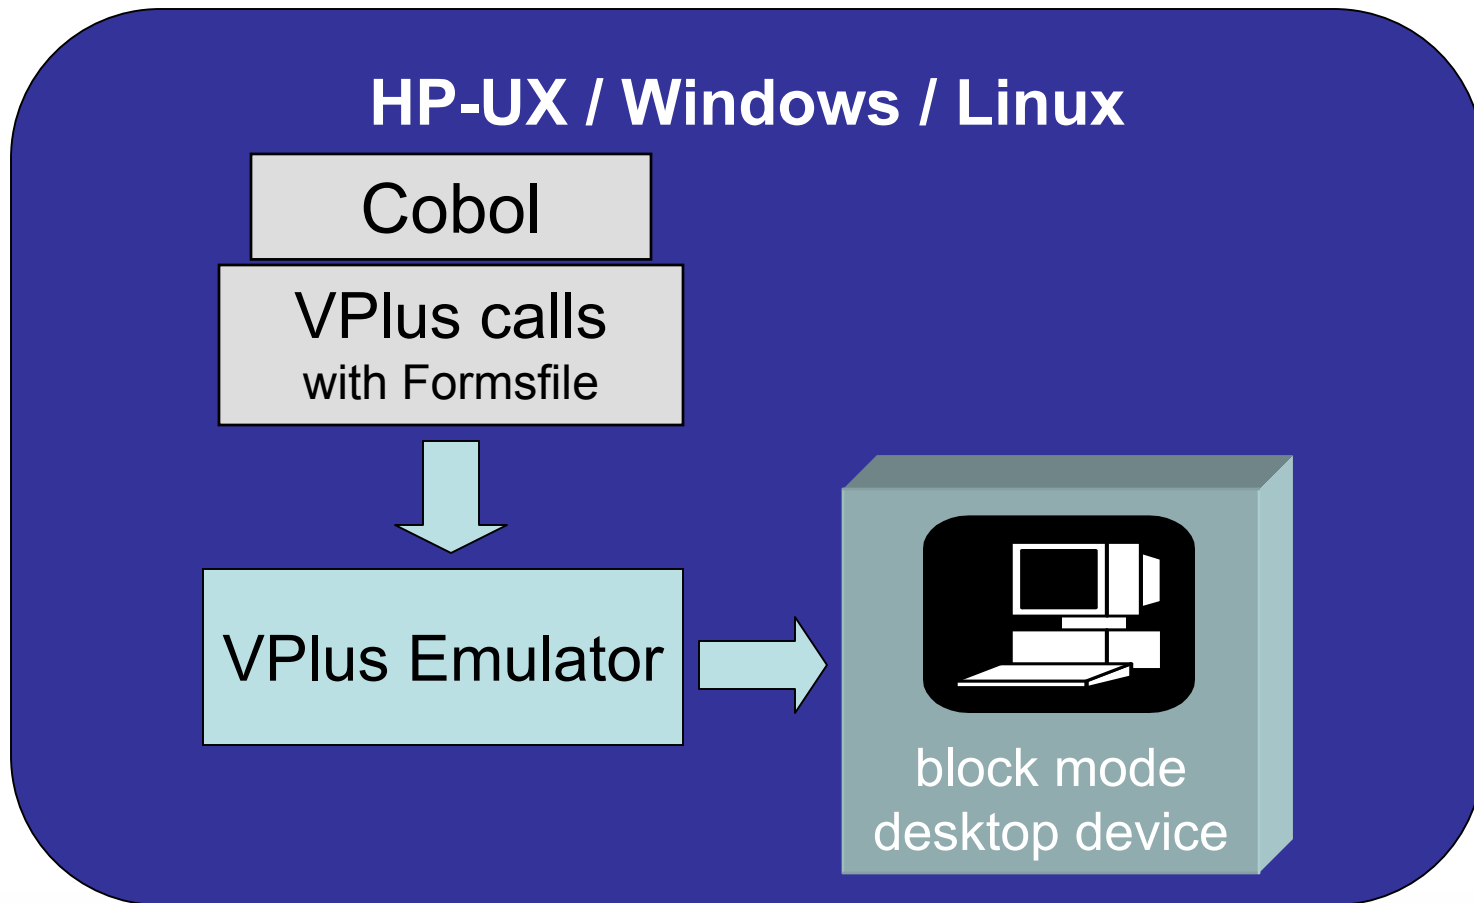 HP-UX / Windows / Linux
Cobol
VPlus calls
with Formsfile
VPlus Emulator
block mode
desktop device